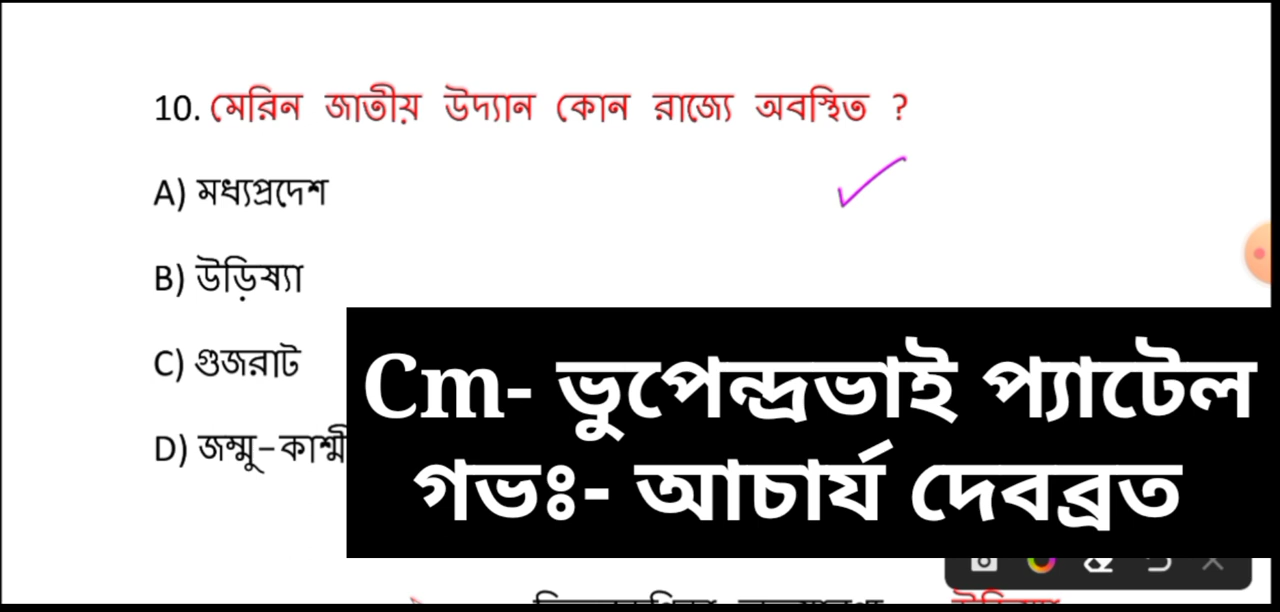 10. মেরিন জাতীয় উদ্যান কোন রাজ্যে অবস্থিত ?
A) মধ্যপ্রদেশ
B) উড়িষ্যা
C) গুজরাট
D) জম্মু-কাশ্মী
Cm- ভুপেন্দ্রভাই প্যাটেল
গভঃ- আচার্য দেবব্রত